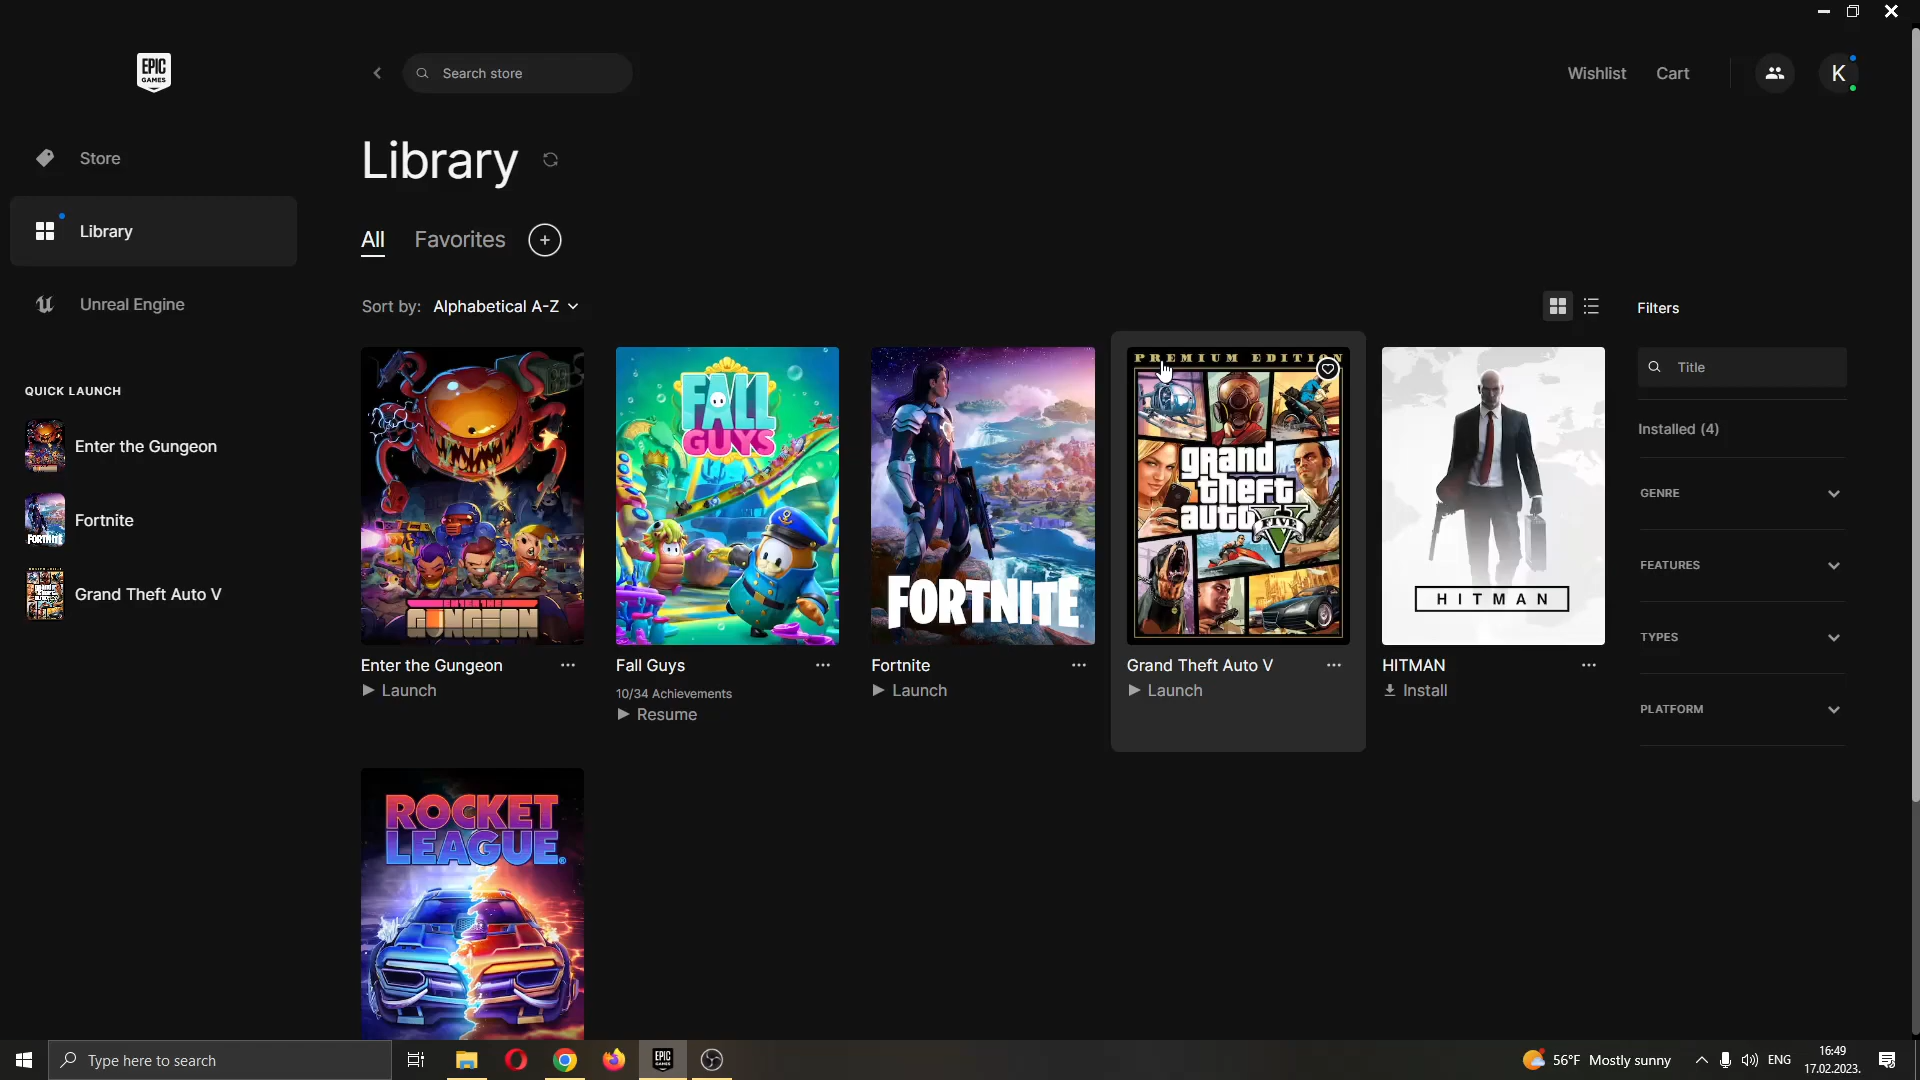 EPIC
GAMES
Search store
Wishlist
Cart
K
Store
Library
Unreal Engine
QUICK LAUNCH
Enter the Gungeon
Fortnite
Grand Theft Auto V
Library
All
Favorites
Sort by: Alphabetical A-Z
Filters
Title
Installed (4)
GENRE
FEATURES
TYPES
PLATFORM
GUNGEON
FALL
GUYS
FORTNITE
PREMIUM EDITION
grand
theft
auto
FIVE
HITMAN
Enter the Gungeon
Launch
Fall Guys
10/34 Achievements
Resume
Fortnite
Launch
Grand Theft Auto V
Launch
HITMAN
Install
ROCKET
LEAGUE
Type here to search
EPIC
GAMES
56°F Mostly sunny
ENG
16:49
17.02.2023.